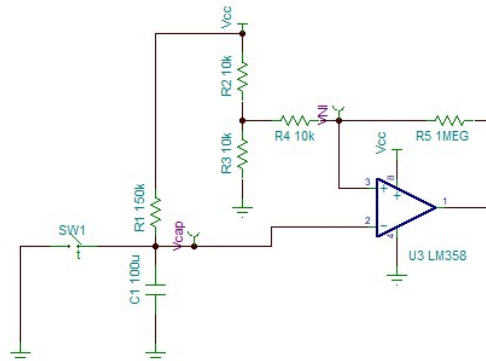 Vcc
R2 10k
R3 10k
R4 10k
VNI
R5 1MEG
Vcc
R1 150k
Vcap
SW1
t
C1 100u
3
2
8
4
1
+
+
-
U3 LM358